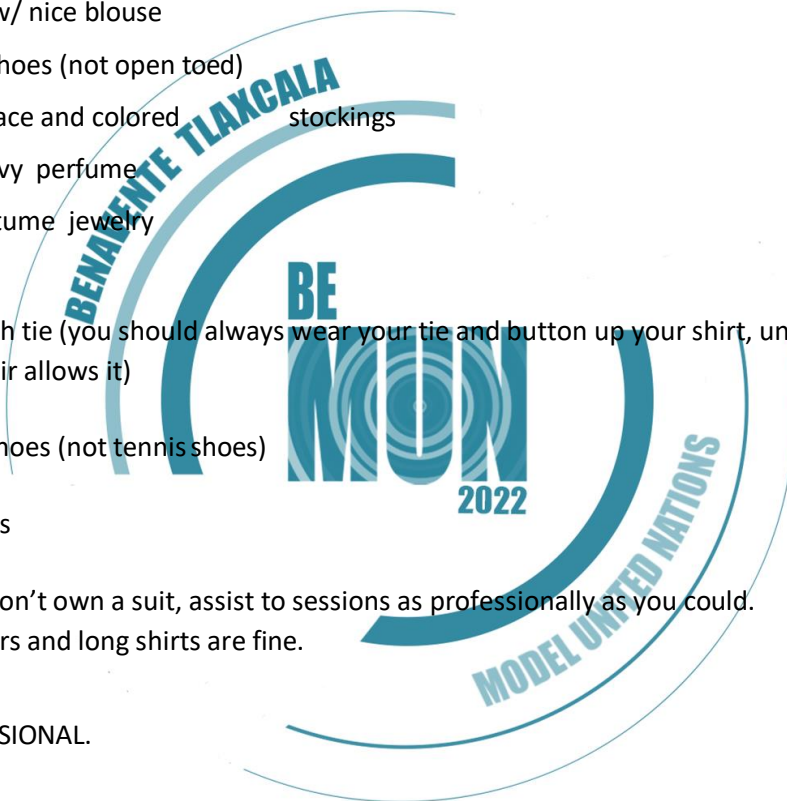 w/ nice blouse
hoes (not open toed)
ace and colored stockings
vy perfume
tume jewelry
h tie (you should always wear your tie and button up your shirt, un
ir allows it)
hoes (not tennis shoes)
s
on’t own a suit, assist to sessions as professionally as you could.
rs and long shirts are fine.
SIONAL.
BENAVENTE TLAXCALA
BE
MUN
2022
MODEL UNITED NATIONS